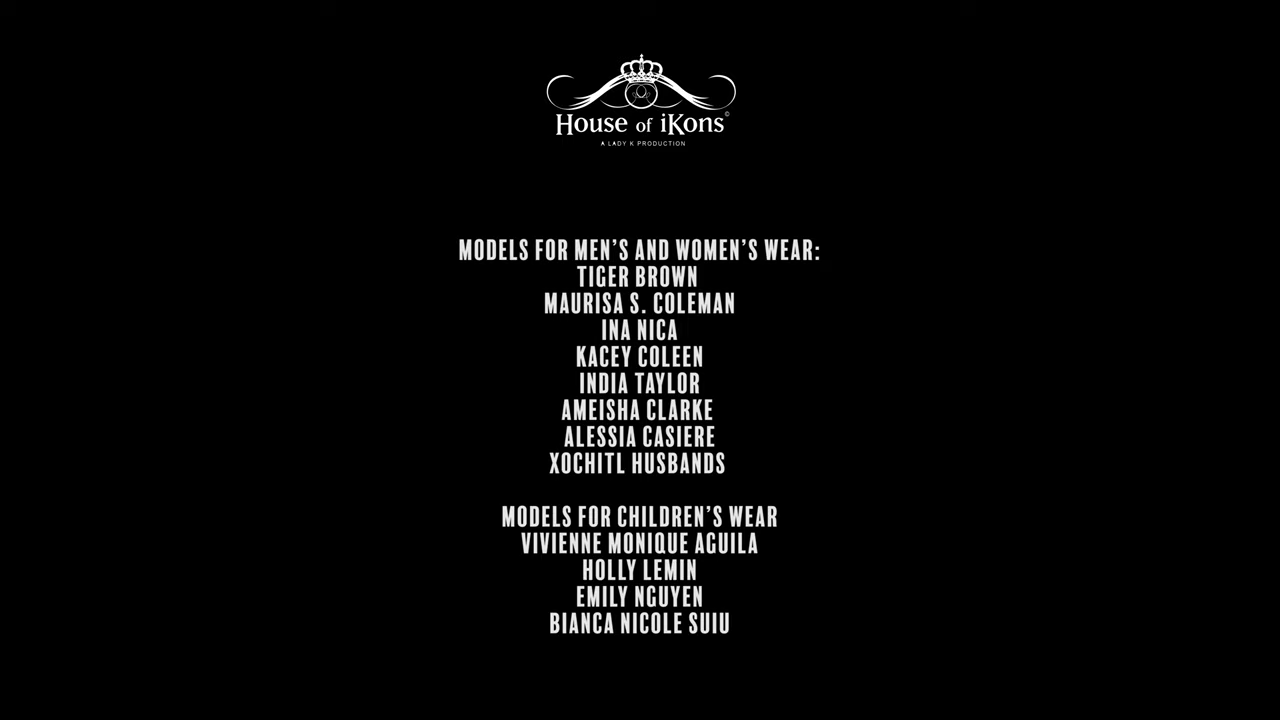 House of iKons©
A LADY K PRODUCTION
MODELS FOR MEN'S AND WOMEN'S WEAR:
TIGER BROWN
MAURISA S. COLEMAN
INA NICA
KACEY COLEEN
INDIA TAYLOR
AMEISHA CLARKE
ALESSIA CASIERE
XOCHITL HUSBANDS
MODELS FOR CHILDREN'S WEAR
VIVIENNE MONIQUE AGUILA
HOLLY LEMIN
EMILY NGUYEN
BIANCA NICOLE SUIU